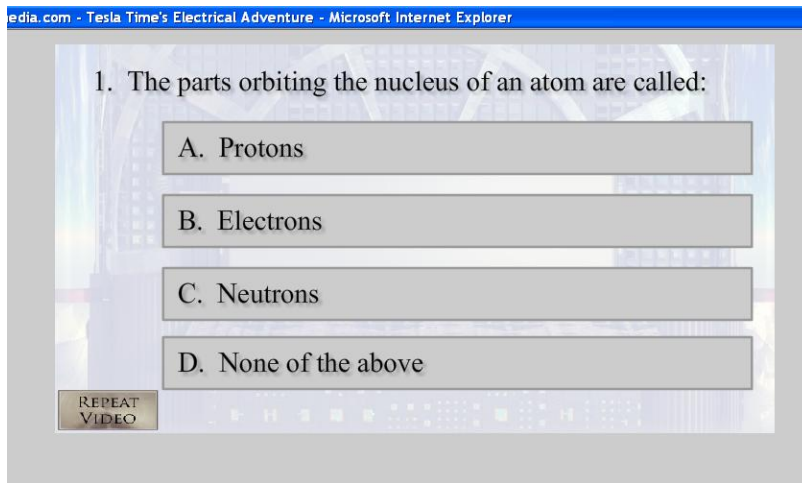 edia.com - Tesla Time's Electrical Adventure - Microsoft Internet Explorer
1. The parts orbiting the nucleus of an atom are called:
A. Protons
B. Electrons
C. Neutrons
D. None of the above
REPEAT
VIDEO